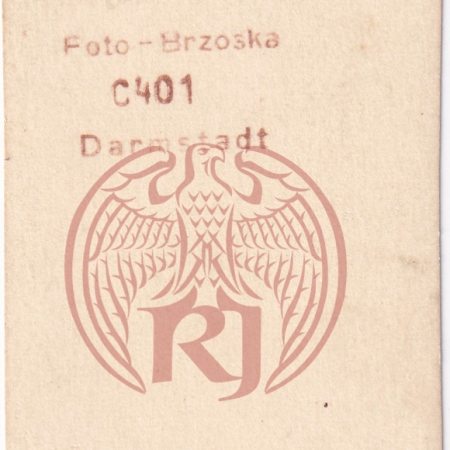 Foto - Brzoska
C401
Darmstadt
RJ